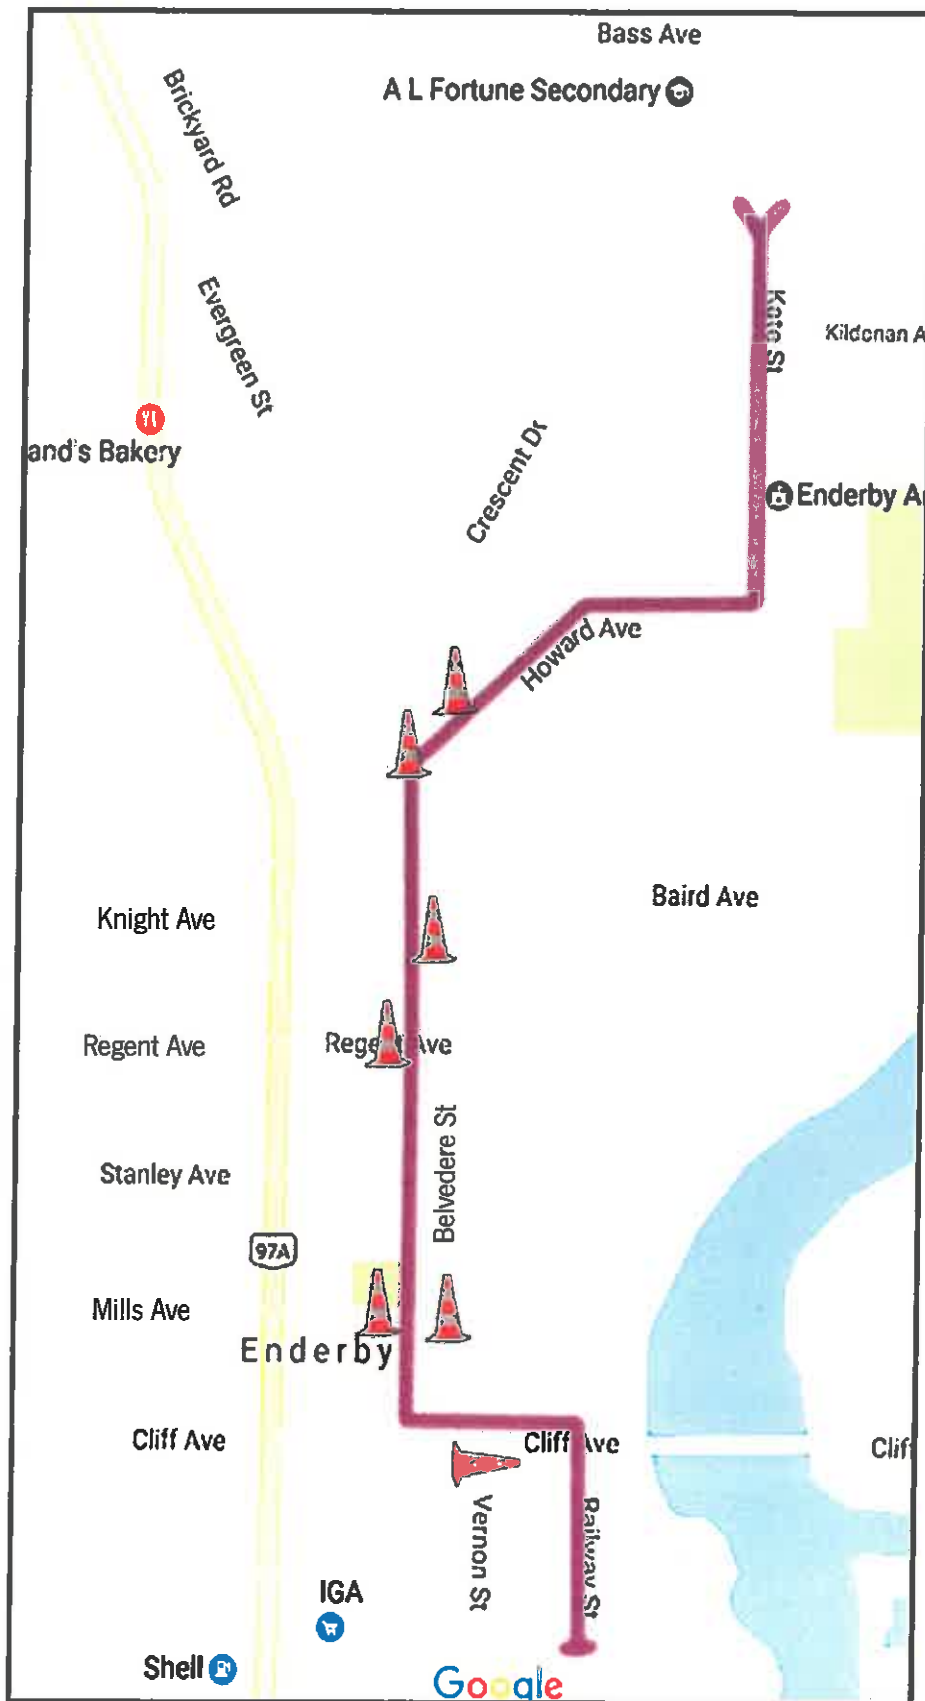 Bass Ave
A L Fortune Secondary
Brickyard Rd
Evergreen St
Kate St
Kildonan A
and's Bakery
Crescent Dr
Enderby A
Howard Ave
Knight Ave
Baird Ave
Regent Ave
Ave
Belvedere St
Stanley Ave
97A
Mills Ave
Enderby
Cliff Ave
Cliff Ave
Cliff
Vernon St
Railway St
IGA
Shell
Google